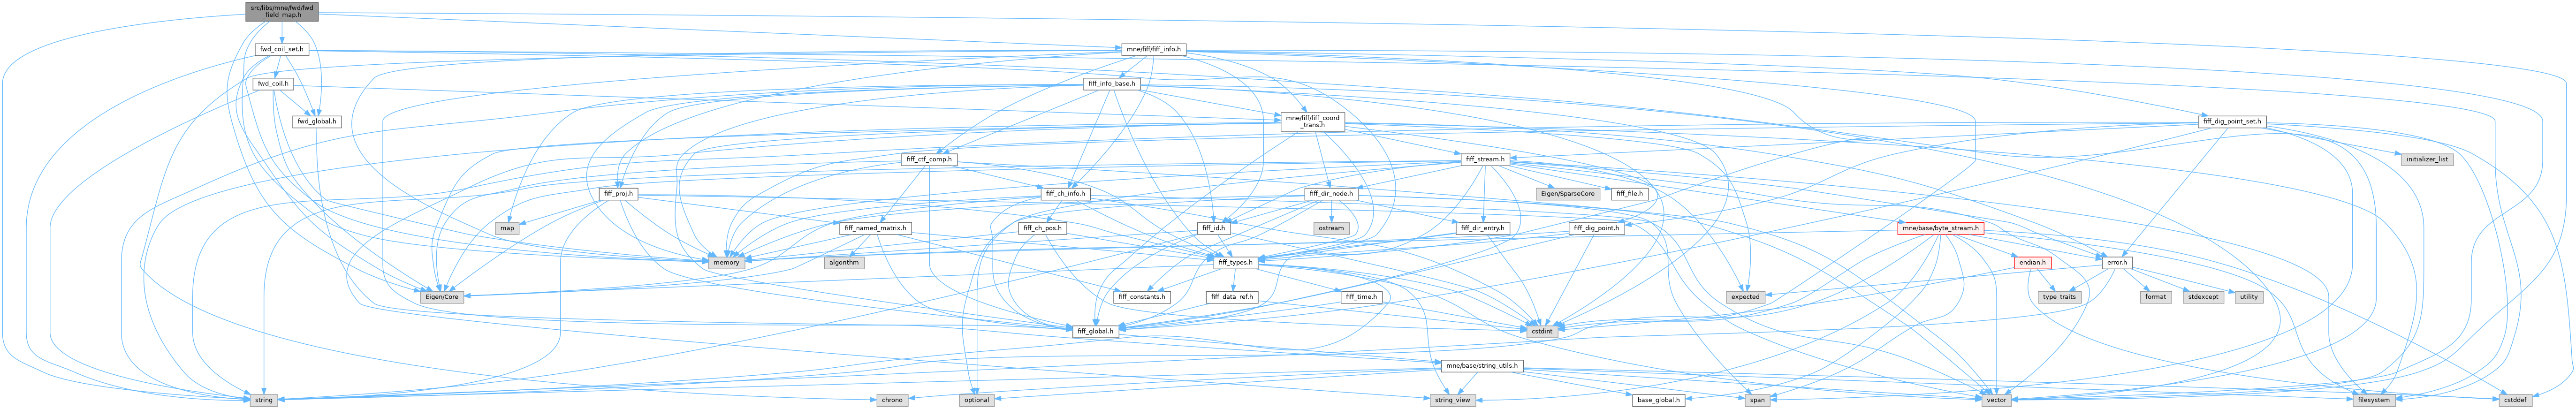 src/libs/mne/fwd/fwd
_field_map.h
fwd_coil_set.h
mne/fiff/fiff_info.h
fwd_coil.h
fiff_info_base.h
fwd_global.h
mne/fiff/fiff_coord
_trans.h
fiff_dig_point_set.h
fiff_ctf_comp.h
fiff_stream.h
initializer_list
fiff_proj.h
fiff_ch_info.h
fiff_dir_node.h
Eigen/SparseCore
fiff_file.h
map
fiff_named_matrix.h
fiff_ch_pos.h
fiff_id.h
ostream
fiff_dir_entry.h
fiff_dig_point.h
mne/base/byte_stream.h
memory
algorithm
fiff_types.h
endian.h
error.h
Eigen/Core
fiff_constants.h
fiff_data_ref.h
fiff_time.h
expected
type_traits
format
stdexcept
utility
fiff_global.h
cstdint
mne/base/string_utils.h
string
chrono
optional
string_view
base_global.h
span
vector
filesystem
cstddef